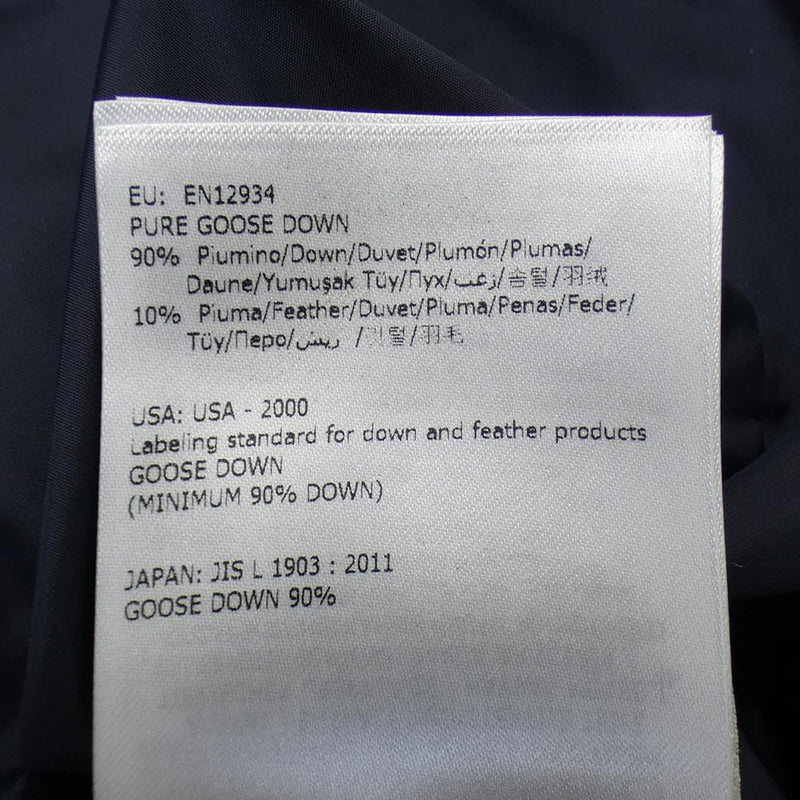 EU: EN12934
PURE GOOSE DOWN
90% Piumino/Down/Duvet/Plumón/Plumas/
Daune/Yumuşak Tüy/Пух/زغب/솜털/羽绒
10% Piuma/Feather/Duvet/Pluma/Penas/Feder/
Tüy/Перо/ريش /깃털/羽毛
USA: USA - 2000
Labeling standard for down and feather products
GOOSE DOWN
(MINIMUM 90% DOWN)
JAPAN: JIS L 1903 : 2011
GOOSE DOWN 90%